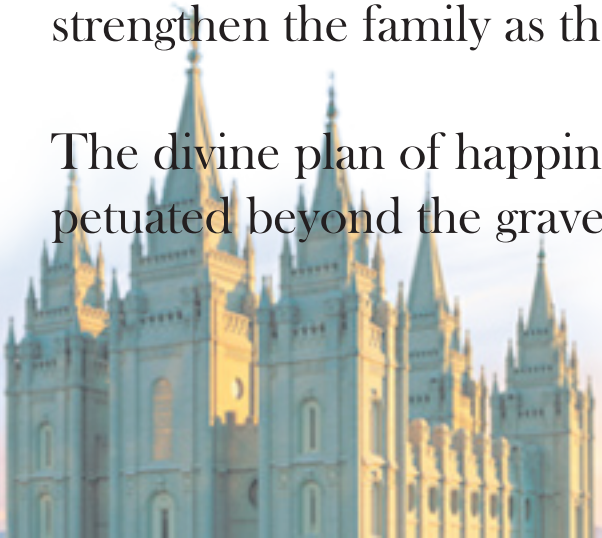 strengthen the family as th
The divine plan of happin
petuated beyond the grave